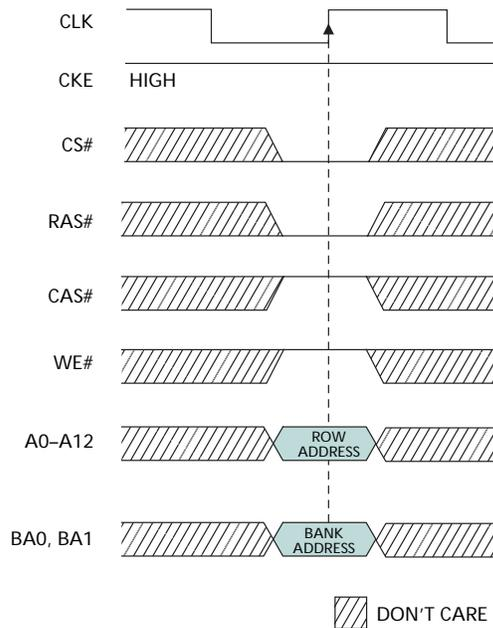 CLK
CKE HIGH
CS#
RAS#
CAS#
WE#
A0–A12 ROW
ADDRESS
BA0, BA1 BANK
ADDRESS
DON'T CARE